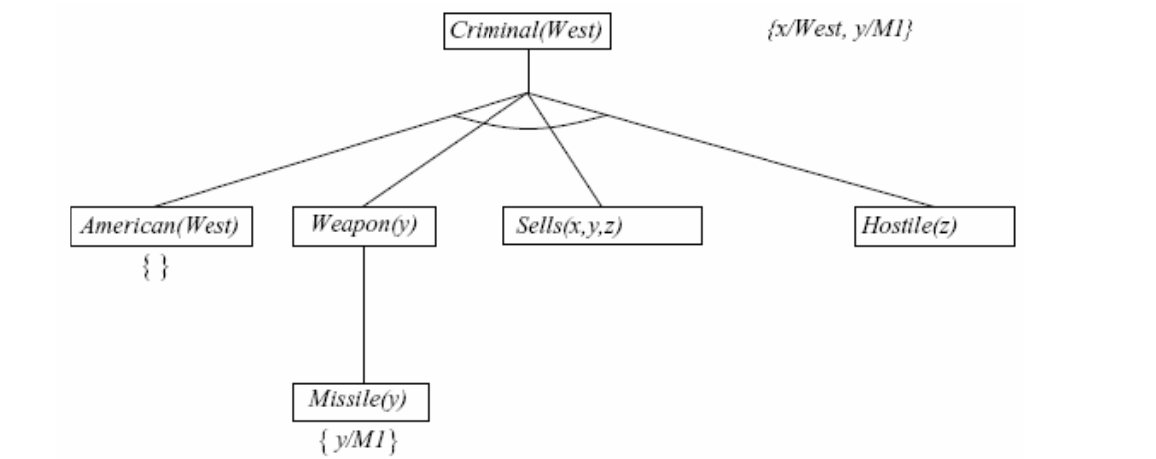 Criminal(West) {x/West, y/M1}
American(West) Weapon(y) Sells(x,y,z) Hostile(z)
{ }
Missile(y)
{ y/M1}